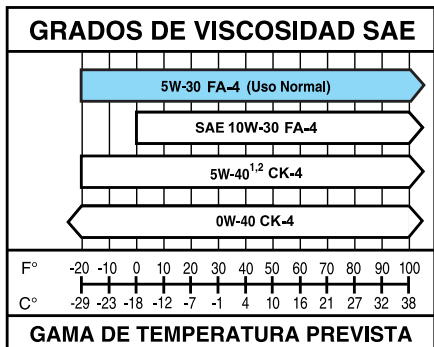 GRADOS DE VISCOSIDAD SAE
5W-30 FA-4 (Uso Normal)
SAE 10W-30 FA-4
5W-40¹,² CK-4
0W-40 CK-4
F° -20 -10 0 10 20 30 40 50 60 70 80 90 100
C° -29 -23 -18 -12 -7 -1 4 10 16 21 27 32 38
GAMA DE TEMPERATURA PREVISTA